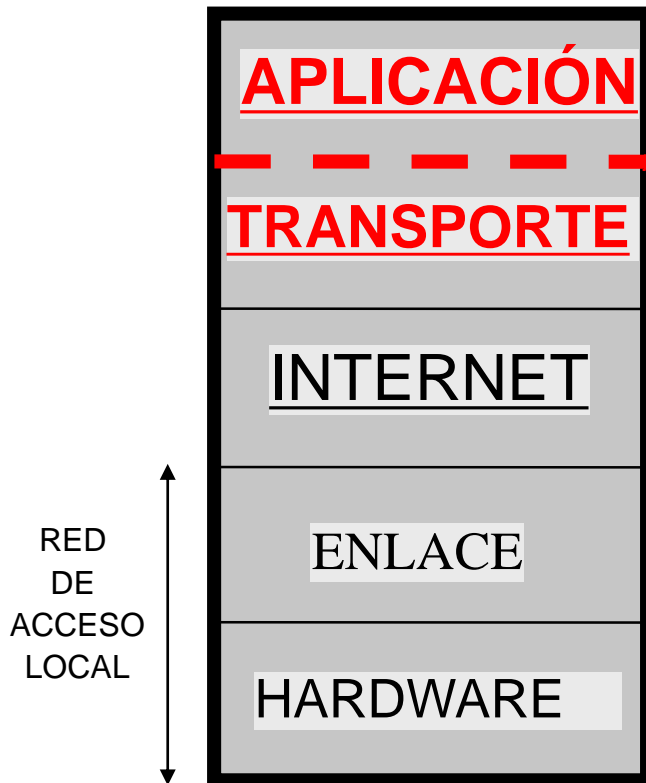 APLICACIÓN
TRANSPORTE
INTERNET
ENLACE
HARDWARE
RED
DE
ACCESO
LOCAL